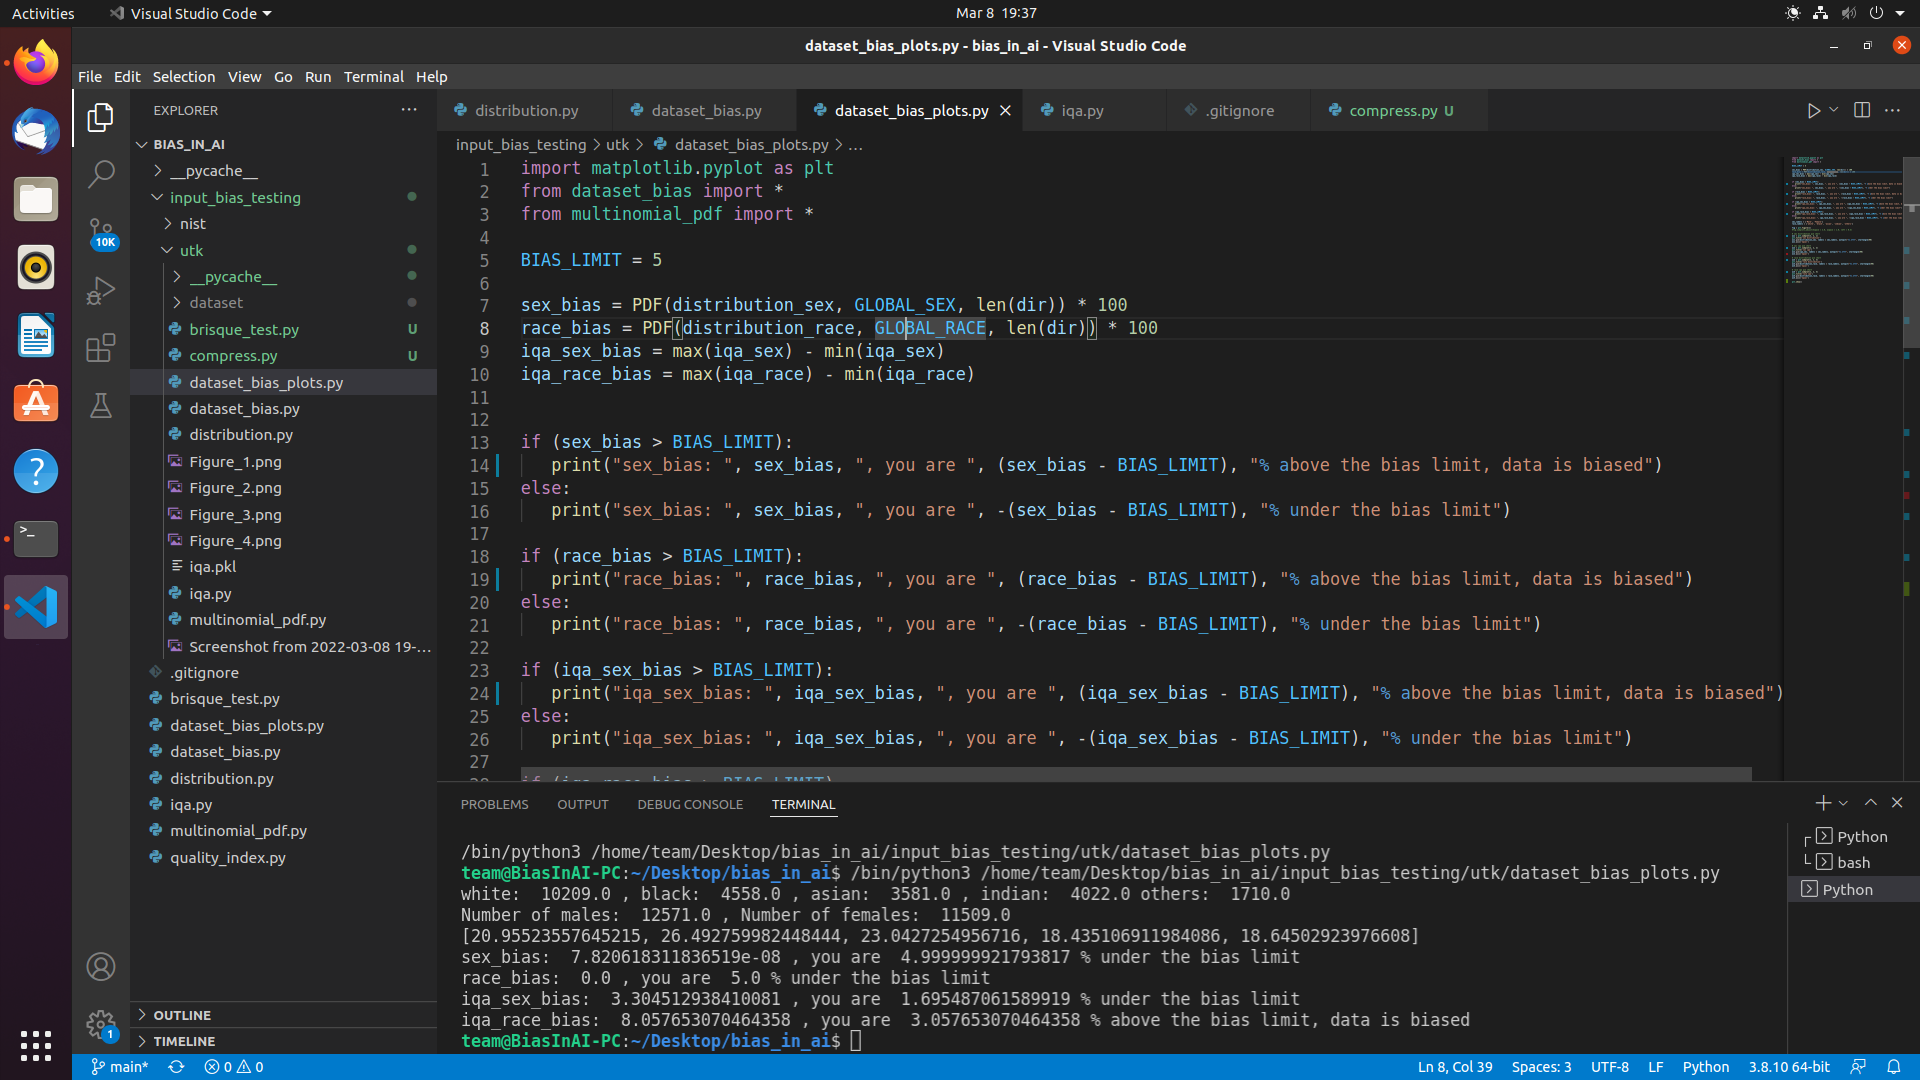 Activities
Visual Studio Code
Mar 8 19:37
dataset_bias_plots.py - bias_in_ai - Visual Studio Code
File Edit Selection View Go Run Terminal Help
EXPLORER
BIAS_IN_AI
__pycache__
input_bias_testing
nist
utk
__pycache__
dataset
brisque_test.py U
compress.py U
dataset_bias_plots.py
dataset_bias.py
distribution.py
Figure_1.png
Figure_2.png
Figure_3.png
Figure_4.png
iqa.pkl
iqa.py
multinomial_pdf.py
Screenshot from 2022-03-08 19-...
.gitignore
brisque_test.py
dataset_bias_plots.py
dataset_bias.py
distribution.py
iqa.py
multinomial_pdf.py
quality_index.py
OUTLINE
TIMELINE
10K
1
distribution.py dataset_bias.py dataset_bias_plots.py iqa.py .gitignore compress.py U
input_bias_testing > utk > dataset_bias_plots.py > ...
1 import matplotlib.pyplot as plt
2 from dataset_bias import *
3 from multinomial_pdf import *
4
5 BIAS_LIMIT = 5
6
7 sex_bias = PDF(distribution_sex, GLOBAL_SEX, len(dir)) * 100
8 race_bias = PDF(distribution_race, GLOBAL_RACE, len(dir)) * 100
9 iqa_sex_bias = max(iqa_sex) - min(iqa_sex)
10 iqa_race_bias = max(iqa_race) - min(iqa_race)
11
12
13 if (sex_bias > BIAS_LIMIT):
14 print("sex_bias: ", sex_bias, ", you are ", (sex_bias - BIAS_LIMIT), "% above the bias limit, data is biased")
15 else:
16 print("sex_bias: ", sex_bias, ", you are ", -(sex_bias - BIAS_LIMIT), "% under the bias limit")
17
18 if (race_bias > BIAS_LIMIT):
19 print("race_bias: ", race_bias, ", you are ", (race_bias - BIAS_LIMIT), "% above the bias limit, data is biased")
20 else:
21 print("race_bias: ", race_bias, ", you are ", -(race_bias - BIAS_LIMIT), "% under the bias limit")
22
23 if (iqa_sex_bias > BIAS_LIMIT):
24 print("iqa_sex_bias: ", iqa_sex_bias, ", you are ", (iqa_sex_bias - BIAS_LIMIT), "% above the bias limit, data is biased")
25 else:
26 print("iqa_sex_bias: ", iqa_sex_bias, ", you are ", -(iqa_sex_bias - BIAS_LIMIT), "% under the bias limit")
27
28 if (iqa_race_bias > BIAS_LIMIT)
PROBLEMS OUTPUT DEBUG CONSOLE TERMINAL
/bin/python3 /home/team/Desktop/bias_in_ai/input_bias_testing/utk/dataset_bias_plots.py
team@BiasInAI-PC:~/Desktop/bias_in_ai$ /bin/python3 /home/team/Desktop/bias_in_ai/input_bias_testing/utk/dataset_bias_plots.py
white: 10209.0 , black: 4558.0 , asian: 3581.0 , indian: 4022.0 others: 1710.0
Number of males: 12571.0 , Number of females: 11509.0
[20.95523557645215, 26.492759982448444, 23.0427254956716, 18.435106911984086, 18.64502923976608]
sex_bias: 7.820618311836519e-08 , you are 4.999999921793817 % under the bias limit
race_bias: 0.0 , you are 5.0 % under the bias limit
iqa_sex_bias: 3.304512938410081 , you are 1.695487061589919 % under the bias limit
iqa_race_bias: 8.057653070464358 , you are 3.057653070464358 % above the bias limit, data is biased
team@BiasInAI-PC:~/Desktop/bias_in_ai$
Python
bash
Python
main* 0 0
Ln 8, Col 39 Spaces: 3 UTF-8 LF Python 3.8.10 64-bit